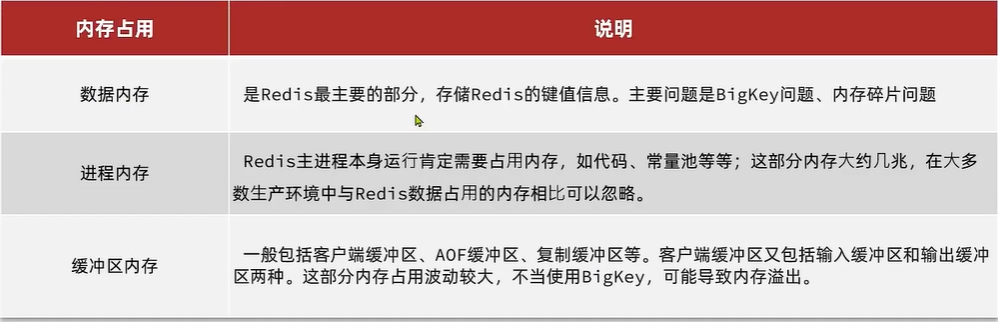 内存占用 说明
数据内存 是Redis最主要的部分，存储Redis的键值信息。主要问题是BigKey问题、内存碎片问题
进程内存 Redis主进程本身运行肯定需要占用内存，如代码、常量池等等；这部分内存大约几兆，在大多
数生产环境中与Redis数据占用的内存相比可以忽略。
缓冲区内存 一般包括客户端缓冲区、AOF缓冲区、复制缓冲区等。客户端缓冲区又包括输入缓冲区和输出缓冲
区两种。这部分内存占用波动较大，不当使用BigKey，可能导致内存溢出。